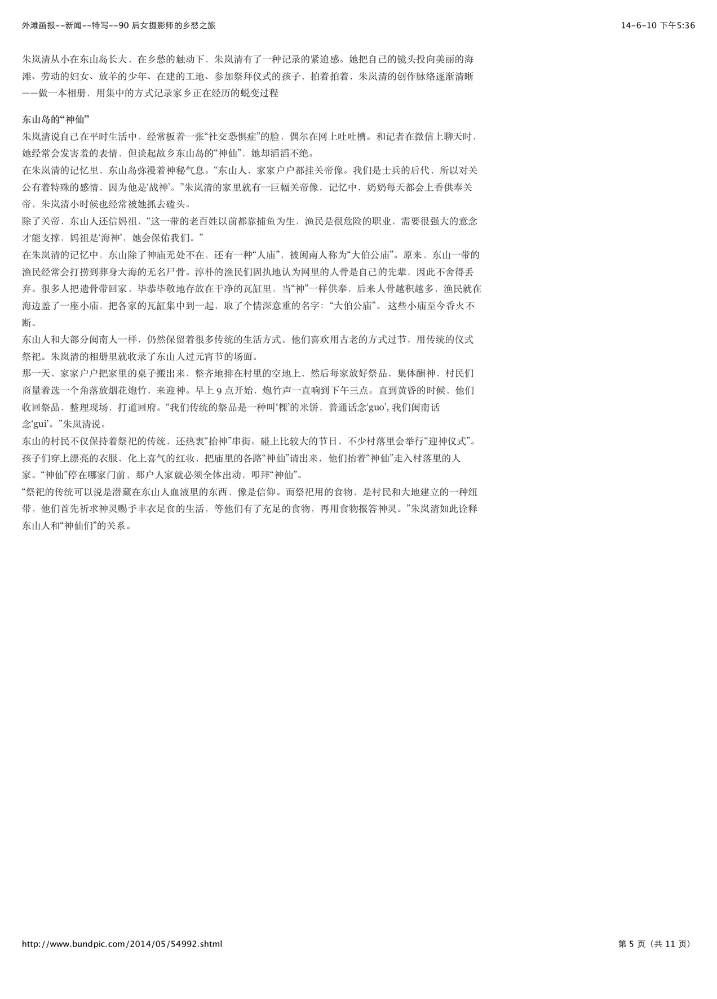 外滩画报--新闻--特写--90 后女摄影师的乡愁之旅
14-6-10 下午5:36
朱岚清从小在东山岛长大，在乡愁的触动下，朱岚清有了一种记录的紧迫感。她把自己的镜头投向美丽的海
滩、劳动的妇女、放羊的少年、在建的工地、参加祭拜仪式的孩子，拍着拍着，朱岚清的创作脉络逐渐清晰
——做一本相册，用集中的方式记录家乡正在经历的蜕变过程
东山岛的“神仙”
朱岚清说自己在平时生活中，经常板着一张“社交恐惧症”的脸，偶尔在网上吐吐槽。和记者在微信上聊天时，
她经常会发害羞的表情，但谈起故乡东山岛的“神仙”，她却滔滔不绝。
在朱岚清的记忆里，东山岛弥漫着神秘气息。“东山人，家家户户都挂关帝像。我们是士兵的后代，所以对关
公有着特殊的感情，因为他是‘战神’。”朱岚清的家里就有一巨幅关帝像，记忆中，奶奶每天都会上香供奉关
帝，朱岚清小时候也经常被她抓去磕头。
除了关帝，东山人还信妈祖，“这一带的老百姓以前都靠捕鱼为生，渔民是很危险的职业，需要很强大的意念
才能支撑，妈祖是‘海神’，她会保佑我们。”
在朱岚清的记忆中，东山除了神庙无处不在，还有一种“人庙”，被闽南人称为“大伯公庙”。原来，东山一带的
渔民经常会打捞到葬身大海的无名尸骨。淳朴的渔民们固执地认为网里的人骨是自己的先辈，因此不舍得丢
弃。很多人把遗骨带回家，毕恭毕敬地存放在干净的瓦缸里，当“神”一样供奉，后来人骨越积越多，渔民就在
海边盖了一座小庙，把各家的瓦缸集中到一起，取了个情深意重的名字：“大伯公庙”。 这些小庙至今香火不
断。
东山人和大部分闽南人一样，仍然保留着很多传统的生活方式。他们喜欢用古老的方式过节，用传统的仪式
祭祀。朱岚清的相册里就收录了东山人过元宵节的场面。
那一天，家家户户把家里的桌子搬出来，整齐地排在村里的空地上，然后每家放好祭品，集体酬神，村民们
商量着选一个角落放烟花炮竹，来迎神。早上 9 点开始，炮竹声一直响到下午三点。直到黄昏的时候，他们
收回祭品，整理现场，打道回府。“我们传统的祭品是一种叫‘粿’的米饼，普通话念‘guo’, 我们闽南话
念‘gui’。”朱岚清说。
东山的村民不仅保持着祭祀的传统，还热衷“抬神”串街。碰上比较大的节日，不少村落里会举行“迎神仪式”。
孩子们穿上漂亮的衣服，化上喜气的红妆，把庙里的各路“神仙”请出来，他们抬着“神仙”走入村落里的人
家。“神仙”停在哪家门前，那户人家就必须全体出动，叩拜“神仙”。
“祭祀的传统可以说是潜藏在东山人血液里的东西，像是信仰。而祭祀用的食物，是村民和大地建立的一种纽
带，他们首先祈求神灵赐予丰衣足食的生活，等他们有了充足的食物，再用食物报答神灵。”朱岚清如此诠释
东山人和“神仙们”的关系。
http://www.bundpic.com/2014/05/54992.shtml
第 5 页（共 11 页）